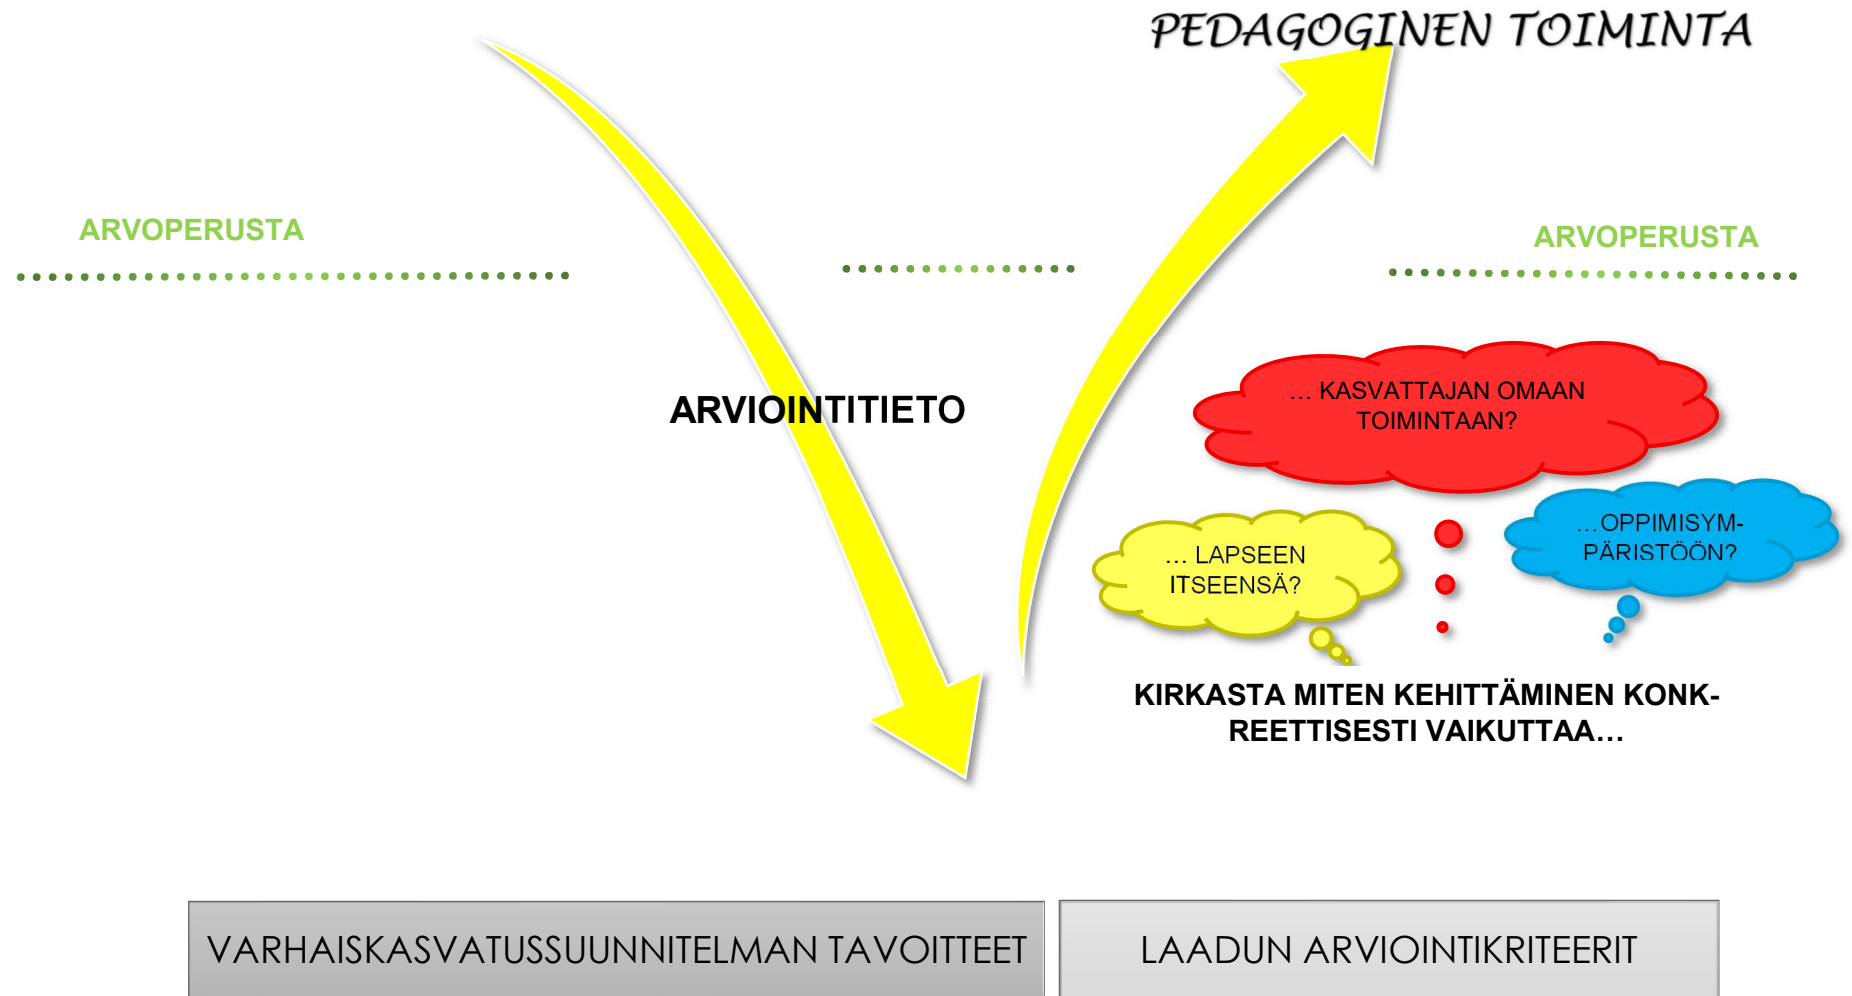 PEDAGOGINEN TOIMINTA
ARVOPERUSTA
ARVOPERUSTA
ARVIOINTITIETO
… KASVATTAJAN OMAAN
TOIMINTAAN?
… LAPSEEN
ITSEENSÄ?
…OPPIMISYM-
PÄRISTÖÖN?
KIRKASTA MITEN KEHITTÄMINEN KONK-
REETTISESTI VAIKUTTAA…
VARHAISKASVATUSSUUNNITELMAN TAVOITTEET
LAADUN ARVIOINTIKRITEERIT